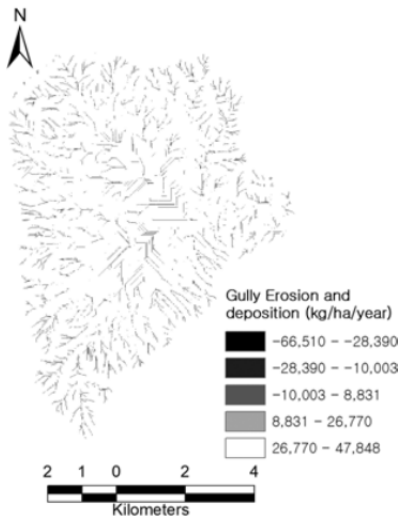 N
Gully Erosion and
deposition (kg/ha/year)
-66,510 - -28,390
-28,390 - -10,003
-10,003 - 8,831
8,831 - 26,770
26,770 - 47,848
2 1 0 2 4
Kilometers